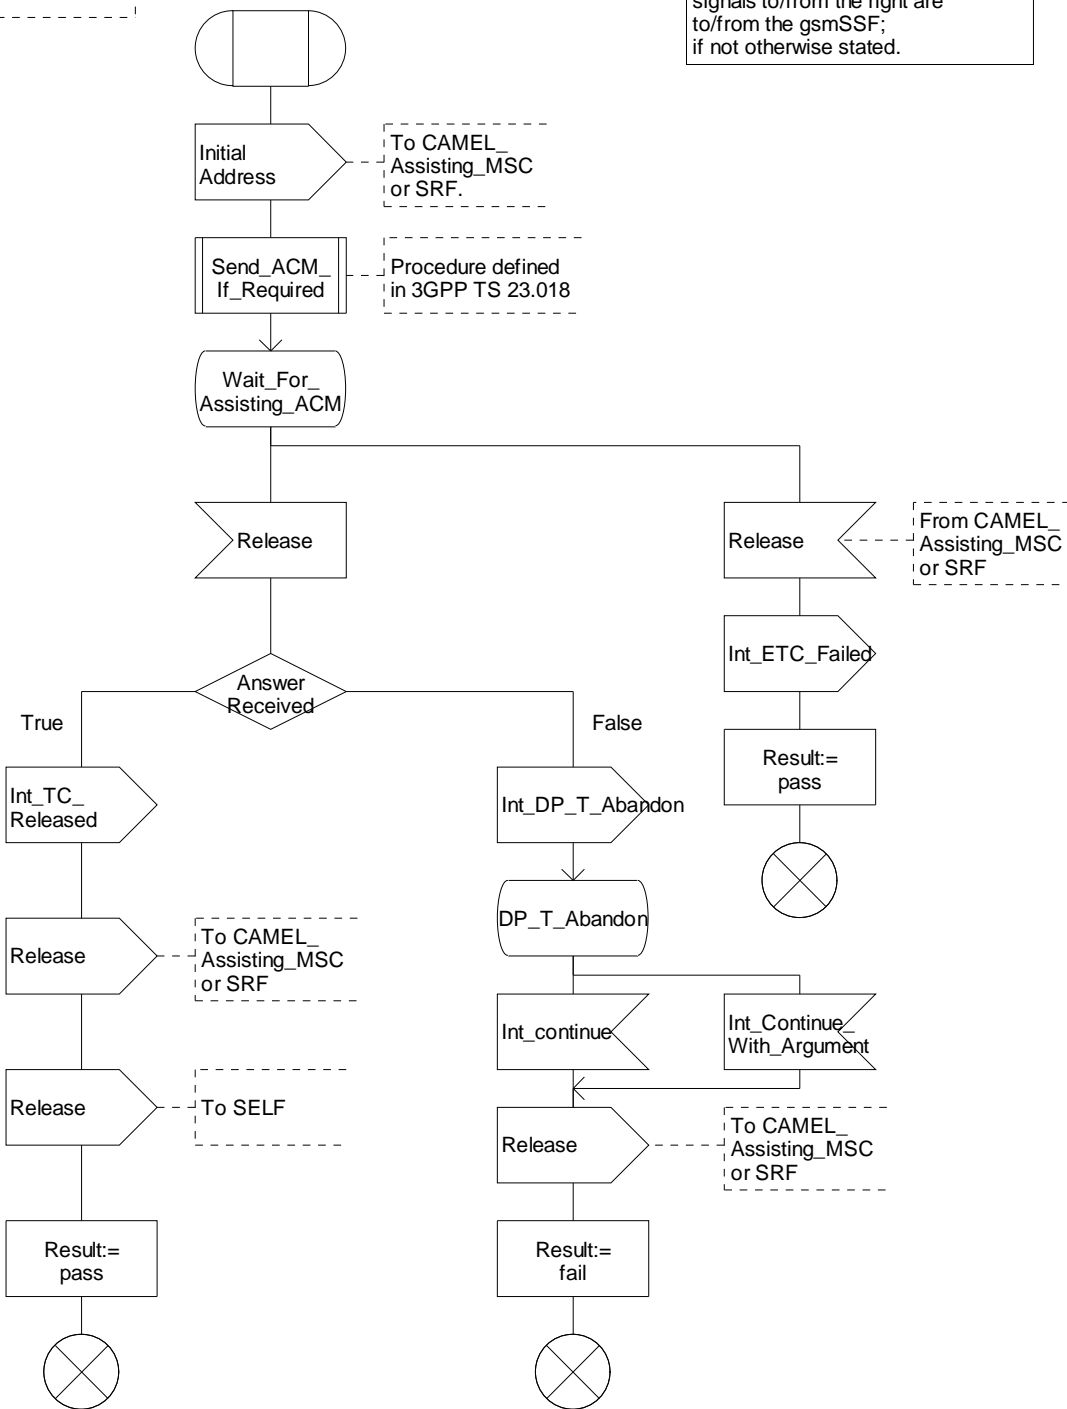 signals to/from the right are
to/from the gsmSSF;
if not otherwise stated.
Initial
Address
To CAMEL_
Assisting_MSC
or SRF.
Send_ACM_
If_Required
Procedure defined
in 3GPP TS 23.018
Wait_For_
Assisting_ACM
Release
Release
From CAMEL_
Assisting_MSC
or SRF
Int_ETC_Failed
Answer
Received
True
False
Result:=
pass
Int_TC_
Released
Int_DP_T_Abandon
DP_T_Abandon
Release
To CAMEL_
Assisting_MSC
or SRF
Int_continue
Int_Continue_
With_Argument
Release
To SELF
Release
To CAMEL_
Assisting_MSC
or SRF
Result:=
pass
Result:=
fail